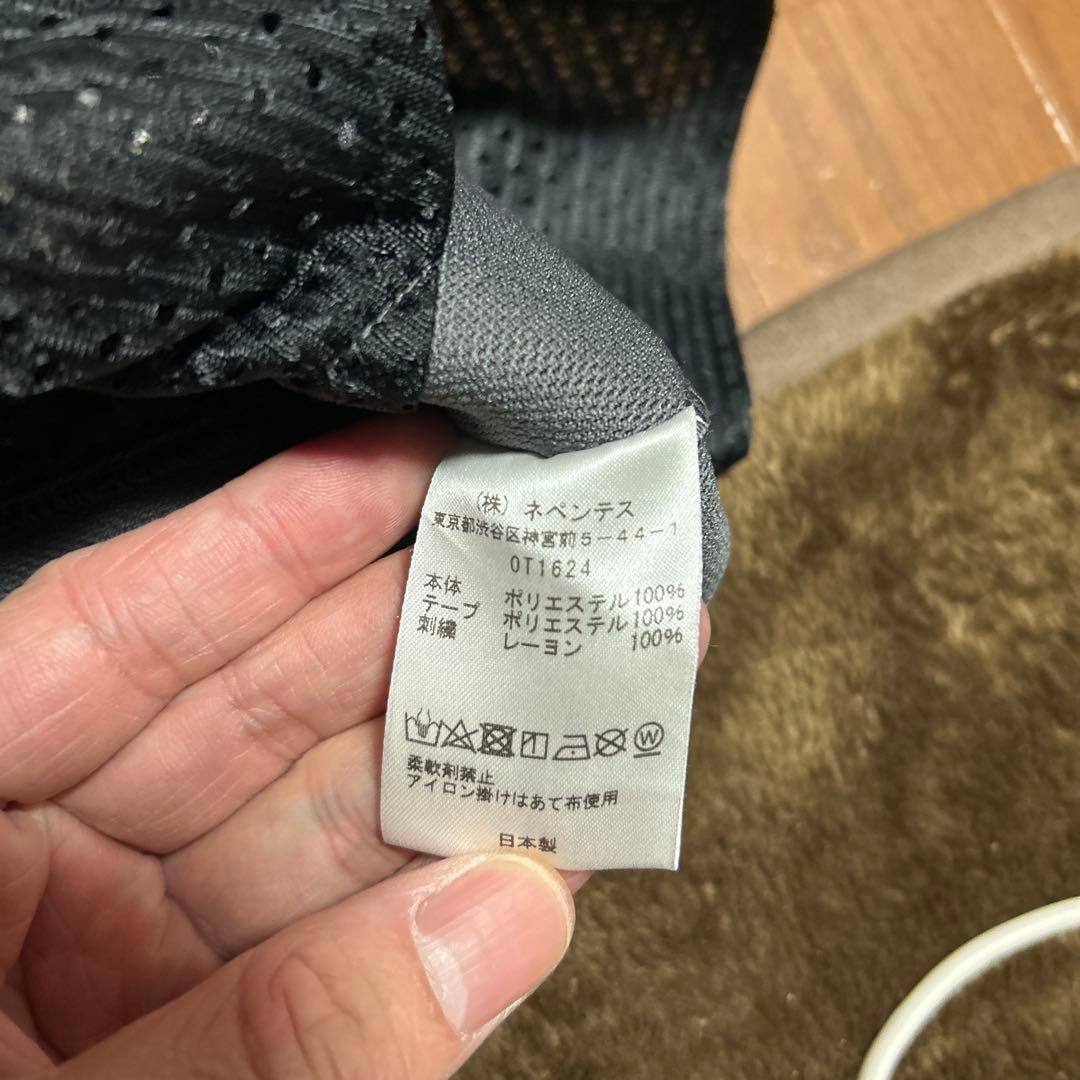 (株) ネペンテス
東京都渋谷区神宮前5-44-1
OT1624
本体 ポリエステル100%
テープ ポリエステル100%
刺繍 レーヨン 100%
W
柔軟剤禁止
アイロン掛けはあて布使用
日本製